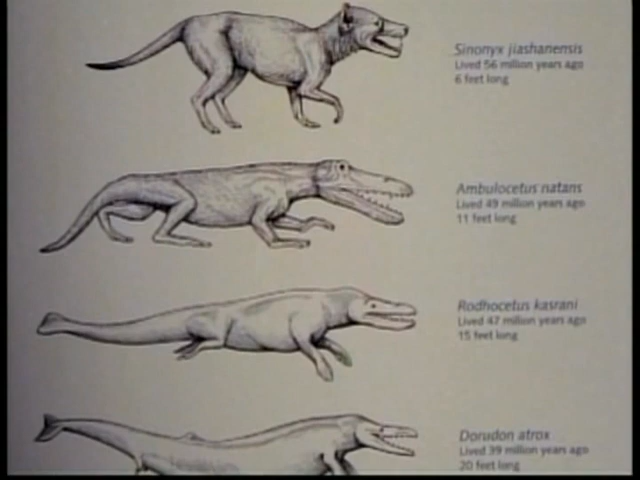 Sinonyx jiashanensis
Lived 56 million years ago
6 feet long
Ambulocetus natans
Lived 49 million years ago
11 feet long
Rodhocetus kasrani
Lived 47 million years ago
15 feet long
Dorudon atrox
Lived 39 million years ago
20 feet long